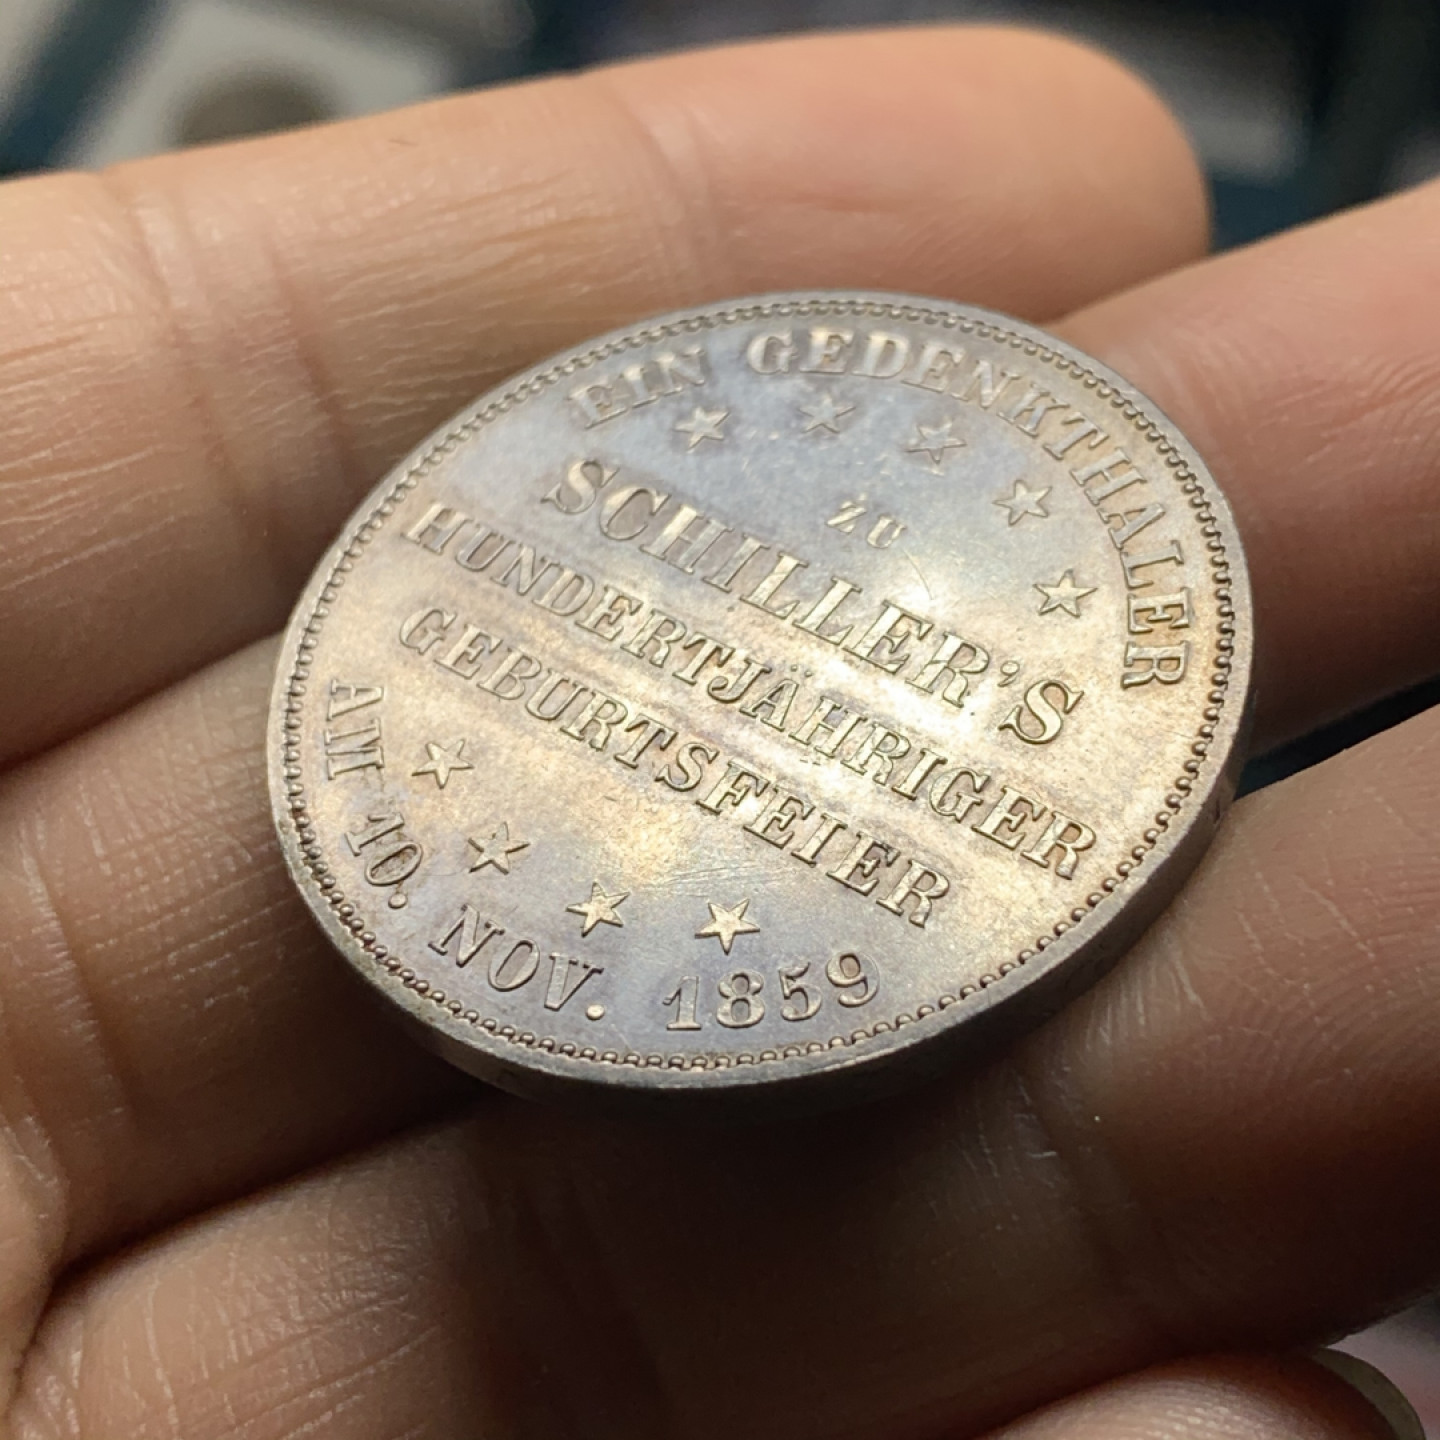 EIN GEDENKTHALER
ZU
SCHILLER'S
HUNDERTJÄHRIGER
GEBURTSFEIER
AM 10. NOV. 1859